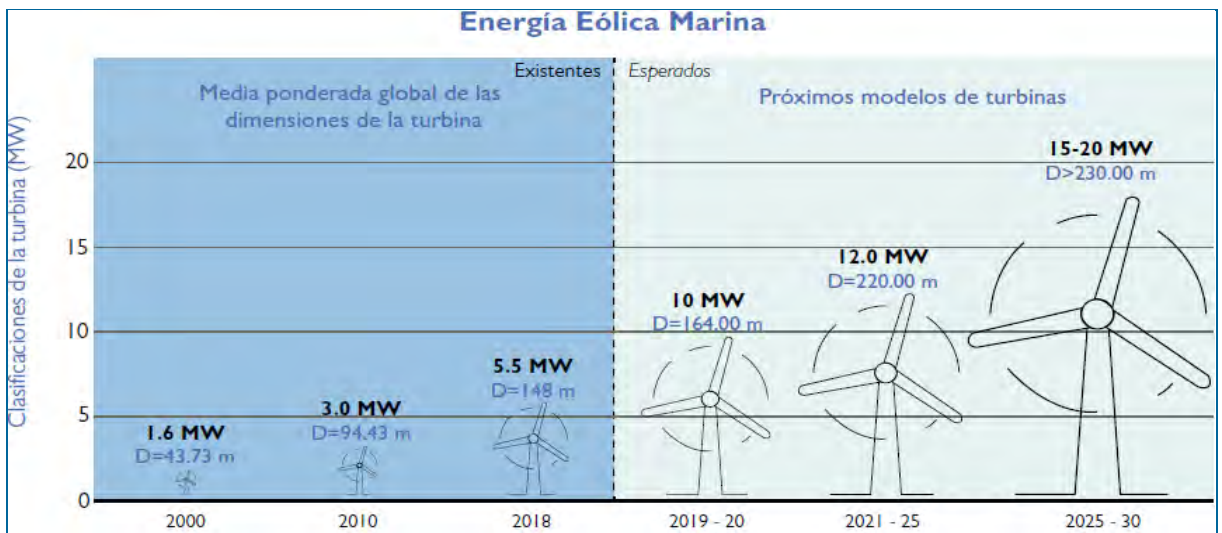 Energía Eólica Marina
Existentes
Esperados
Media ponderada global de las
dimensiones de la turbina
Próximos modelos de turbinas
Clasificaciones de la turbina (MW)
20
15
10
5
0
1.6 MW
D=43.73 m
3.0 MW
D=94.43 m
5.5 MW
D=148 m
10 MW
D=164.00 m
12.0 MW
D=220.00 m
15-20 MW
D>230.00 m
2000
2010
2018
2019 - 20
2021 - 25
2025 - 30